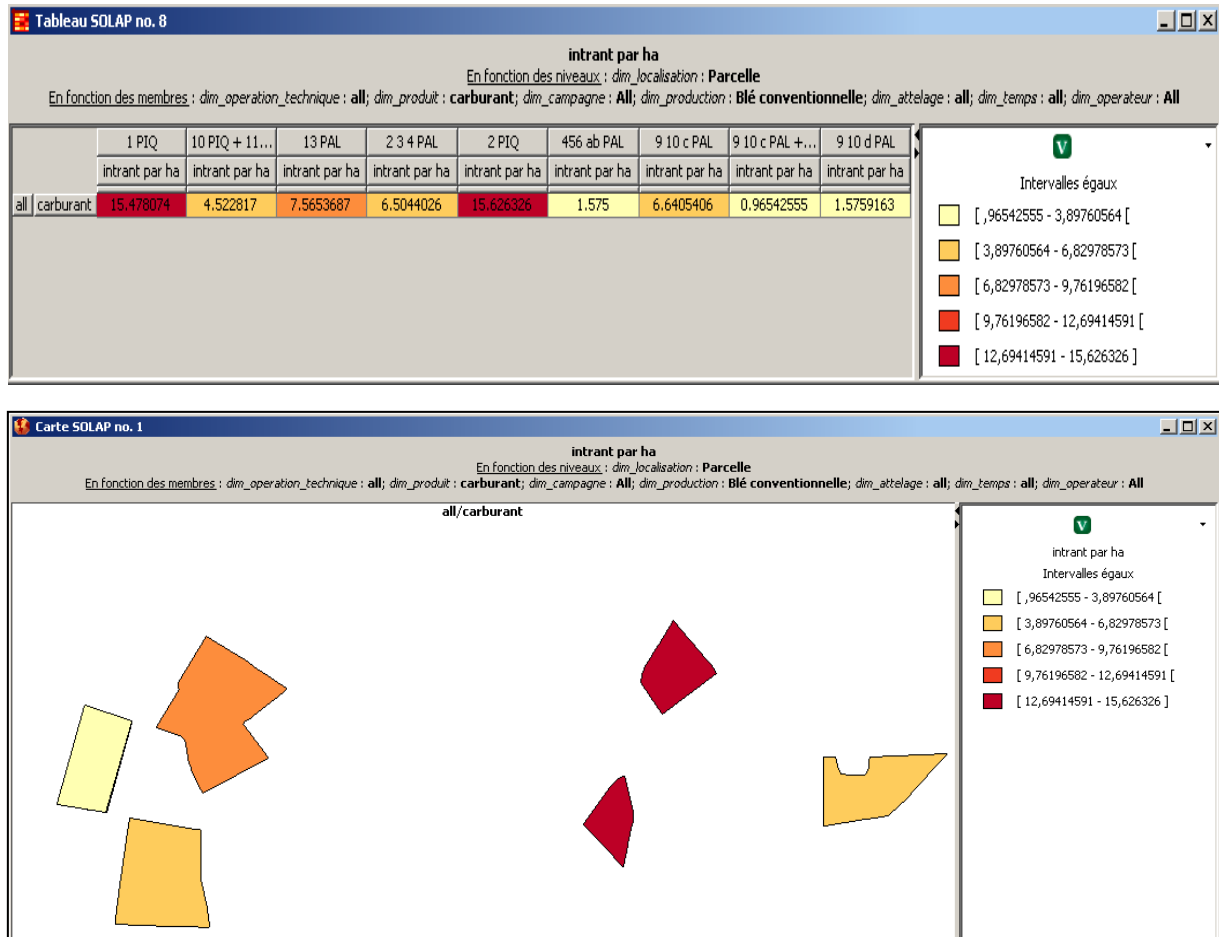 Tableau SOLAP no. 8
intrant par ha
En fonction des niveaux : dim_localisation : Parcelle
En fonction des membres : dim_operation_technique : all; dim_produit : carburant; dim_campagne : All; dim_production : Blé conventionnelle; dim_attelage : all; dim_temps : all; dim_operateur : All
1 PIQ 10 PIQ + 11... 13 PAL 2 3 4 PAL 2 PIQ 456 ab PAL 9 10 c PAL 9 10 c PAL +... 9 10 d PAL
intrant par ha intrant par ha intrant par ha intrant par ha intrant par ha intrant par ha intrant par ha intrant par ha intrant par ha
all carburant 15.478074 4.522817 7.5653687 6.5044026 15.626326 1.575 6.6405406 0.96542555 1.5759163
V
Intervalles égaux
[ ,96542555 - 3,89760564 [
[ 3,89760564 - 6,82978573 [
[ 6,82978573 - 9,76196582 [
[ 9,76196582 - 12,69414591 [
[ 12,69414591 - 15,626326 ]
Carte SOLAP no. 1
intrant par ha
En fonction des niveaux : dim_localisation : Parcelle
En fonction des membres : dim_operation_technique : all; dim_produit : carburant; dim_campagne : All; dim_production : Blé conventionnelle; dim_attelage : all; dim_temps : all; dim_operateur : All
all/carburant
V
intrant par ha
Intervalles égaux
[ ,96542555 - 3,89760564 [
[ 3,89760564 - 6,82978573 [
[ 6,82978573 - 9,76196582 [
[ 9,76196582 - 12,69414591 [
[ 12,69414591 - 15,626326 ]